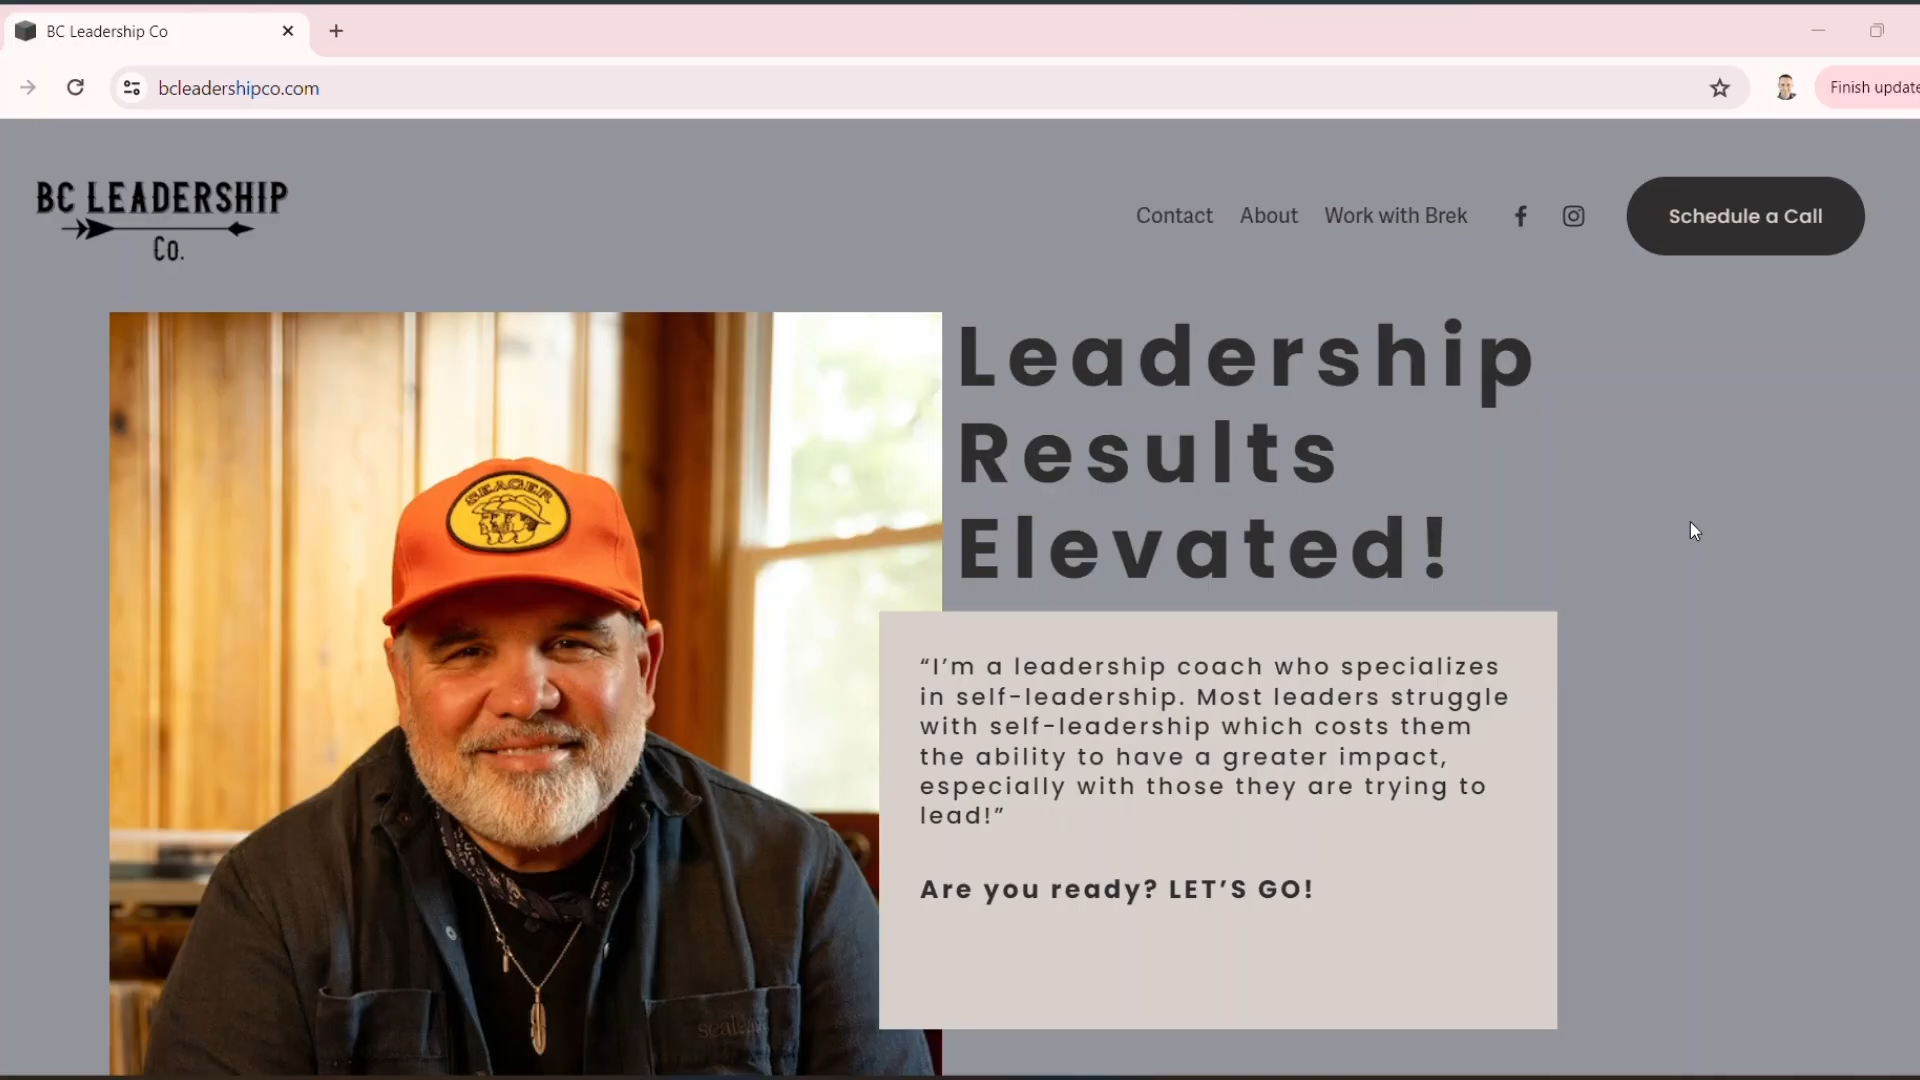 BC Leadership Co
bcleadershipco.com
Finish update
BC LEADERSHIP
Co.
Contact About Work with Brek
Schedule a Call
Leadership
Results
Elevated!
SEAGER
“I’m a leadership coach who specializes
in self-leadership. Most leaders struggle
with self-leadership which costs them
the ability to have a greater impact,
especially with those they are trying to
lead!”
Are you ready? LET’S GO!